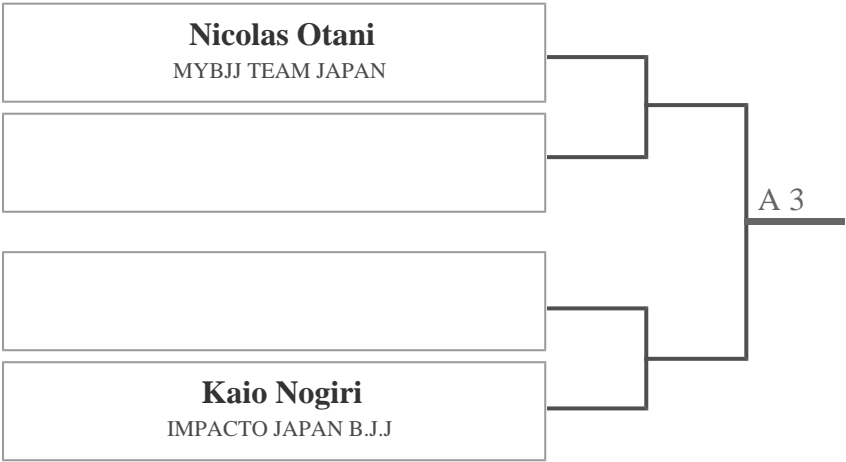 Nicolas Otani
MYBJJ TEAM JAPAN
A 3
Kaio Nogiri
IMPACTO JAPAN B.J.J